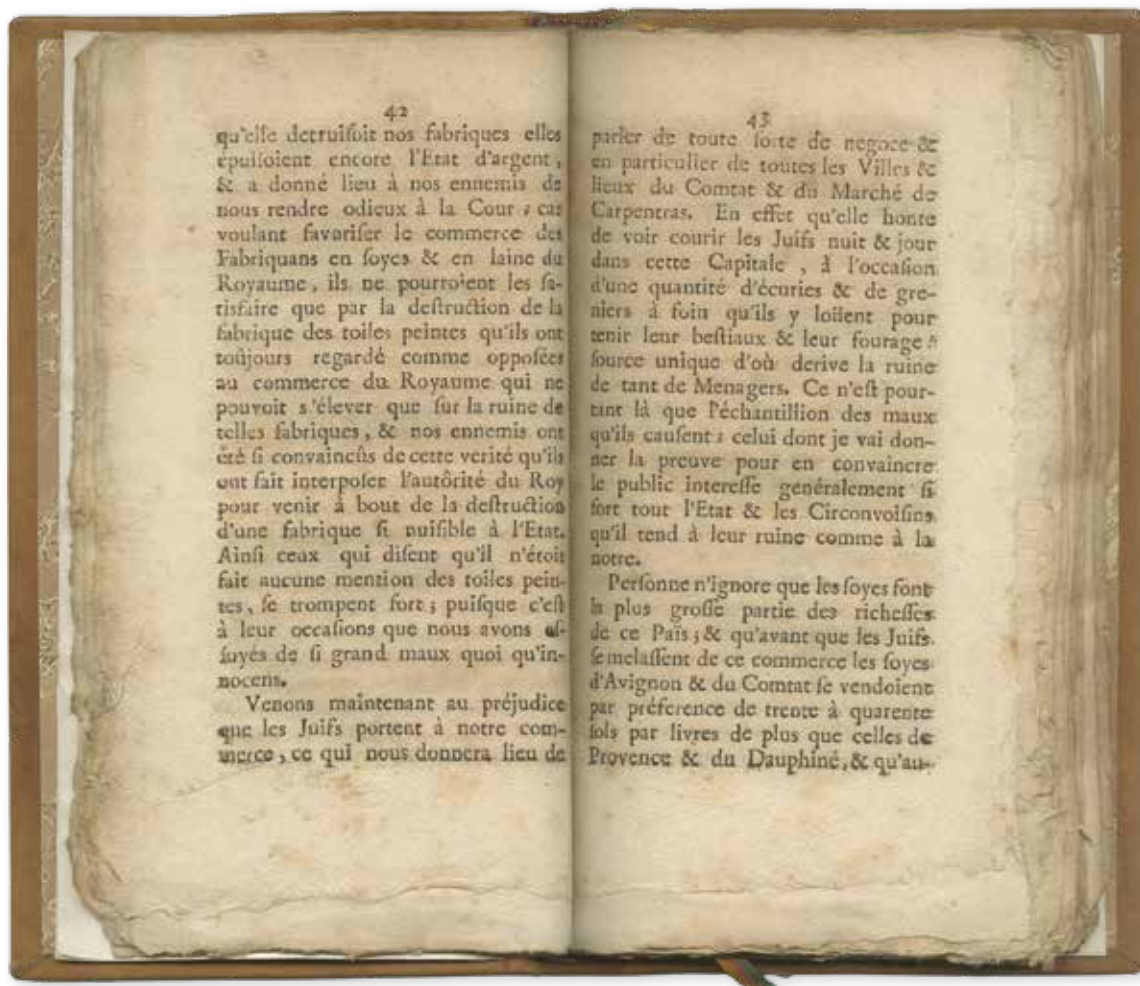 42
qu'elle detruiſoit nos fabriques elles
épuiſoient encore l'Etat d'argent,
& a donné lieu à nos ennemis de
nous rendre odieux à la Cour ; car
voulant favoriſer le commerce des
Fabriquans en ſoyes & en laine du
Royaume, ils ne pourroient les ſa-
tisfaire que par la deſtruction de la
fabrique des toiles peintes qu'ils ont
toûjours regardé comme oppoſées
au commerce du Royaume qui ne
pouvoit s'élever que ſur la ruine de
telles fabriques, & nos ennemis ont
été ſi convaincûs de cette verité qu'ils
ont fait interpoſer l'autôrité du Roy
pour venir à bout de la deſtruction
d'une fabrique ſi nuiſible à l'Etat.
Ainſi ceux qui diſent qu'il n'étoit
fait aucune mention des toiles pein-
tes, ſe trompent fort ; puiſque c'eſt
à leur occaſions que nous avons eſ-
ſuyés de ſi grand maux quoi qu'in-
nocens.
Venons maintenant au préjudice
que les Juifs portent à notre com-
merce, ce qui nous donnera lieu de
43
parler de toute ſorte de negoce &
en particulier de toutes les Villes &
lieux du Comtat & du Marché de
Carpentras. En effet qu'elle honte
de voir courir les Juifs nuit & jour
dans cette Capitale, à l'occaſion
d'une quantité d'écuries & de gre-
niers à foin qu'ils y loüent pour
tenir leur beſtiaux & leur fourage :
ſource unique d'où derive la ruine
de tant de Menagers. Ce n'eſt pour-
tant là que l'échantillion des maux
qu'ils cauſent : celui dont je vai don-
ner la preuve pour en convaincre
le public intereſſe genéralement ſi
fort tout l'Etat & les Circonvoiſins
qu'il tend à leur ruine comme à la
notre.
Perſonne n'ignore que les ſoyes font
la plus groſſe partie des richeſſes
de ce Païs ; & qu'avant que les Juifs
ſe melaſſent de ce commerce les ſoyes
d'Avignon & du Comtat ſe vendoient
par préference de trente à quarente
ſols par livres de plus que celles de
Provence & du Dauphiné, & qu'au-